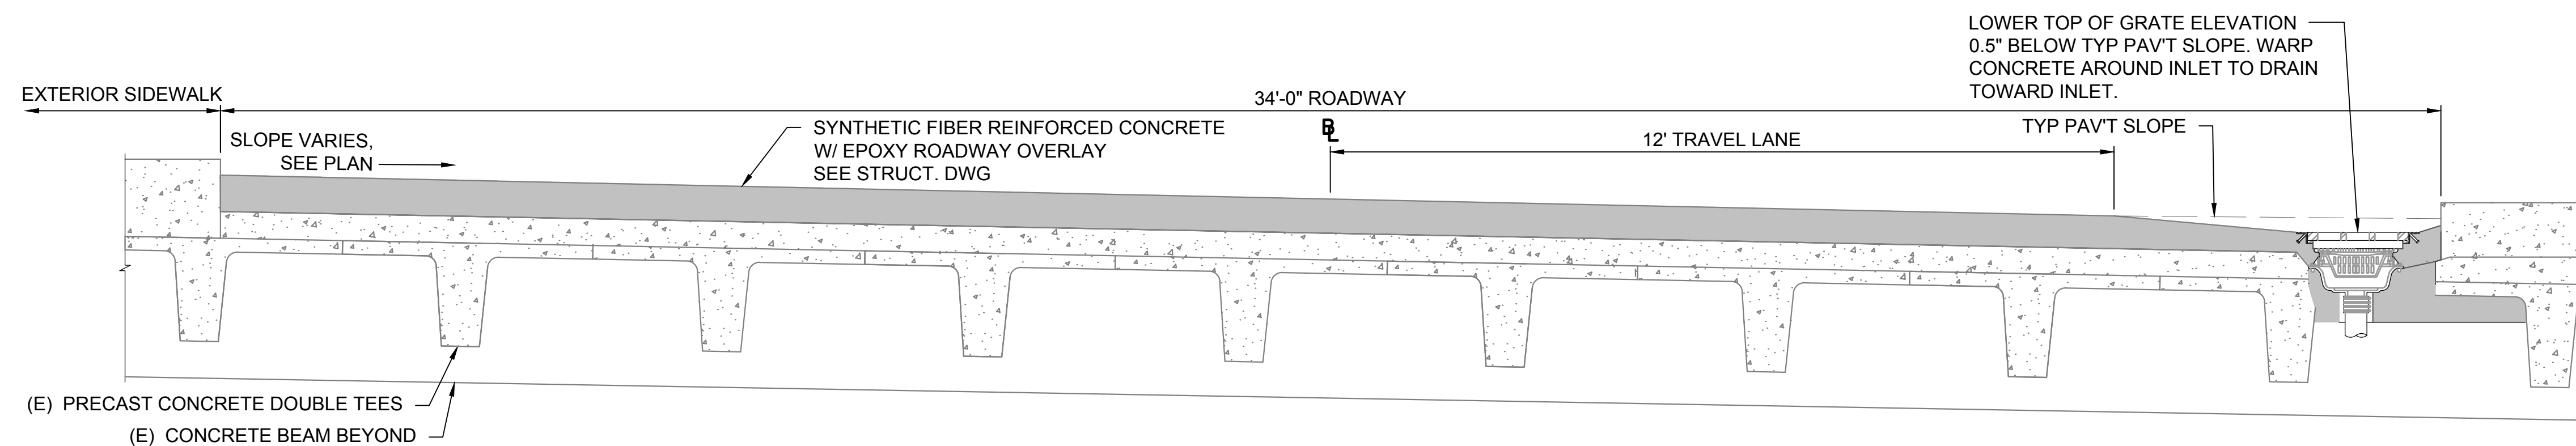 LOWER TOP OF GRATE ELEVATION
0.5" BELOW TYP PAV'T SLOPE. WARP
CONCRETE AROUND INLET TO DRAIN
TOWARD INLET.
EXTERIOR SIDEWALK
34'-0" ROADWAY
SLOPE VARIES,
SEE PLAN
SYNTHETIC FIBER REINFORCED CONCRETE
W/ EPOXY ROADWAY OVERLAY
SEE STRUCT. DWG
BL
12' TRAVEL LANE
TYP PAV'T SLOPE
(E) PRECAST CONCRETE DOUBLE TEES
(E) CONCRETE BEAM BEYOND